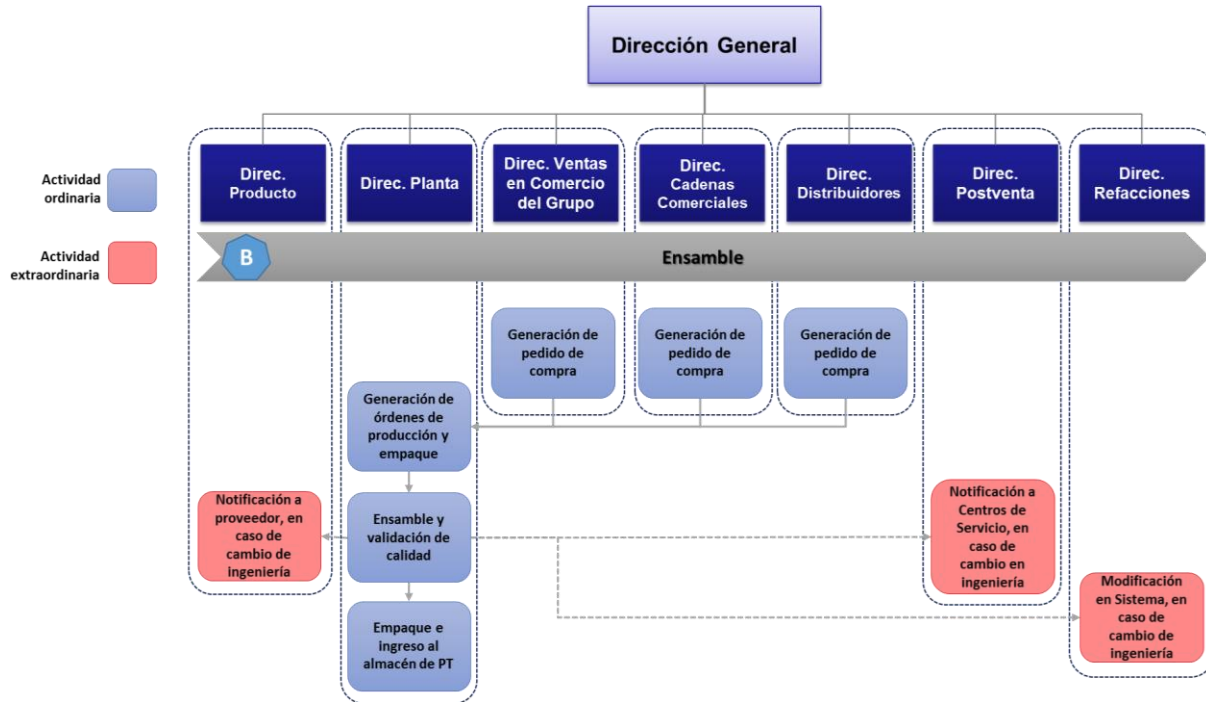 Dirección General
Direc.
Producto
Direc. Planta
Direc. Ventas
en Comercio
del Grupo
Direc.
Cadenas
Comerciales
Direc.
Distribuidores
Direc.
Postventa
Direc.
Refacciones
Actividad
ordinaria
Actividad
extraordinaria
B
Ensamble
Generación de
pedido de
compra
Generación de
pedido de
compra
Generación de
pedido de
compra
Generación de
órdenes de
producción y
empaque
Notificación a
proveedor, en
caso de
cambio de
ingeniería
Ensamble y
validación de
calidad
Notificación a
Centros de
Servicio, en
caso de
cambio en
ingeniería
Empaque e
ingreso al
almacén de PT
Modificación
en Sistema, en
caso de
cambio de
ingeniería